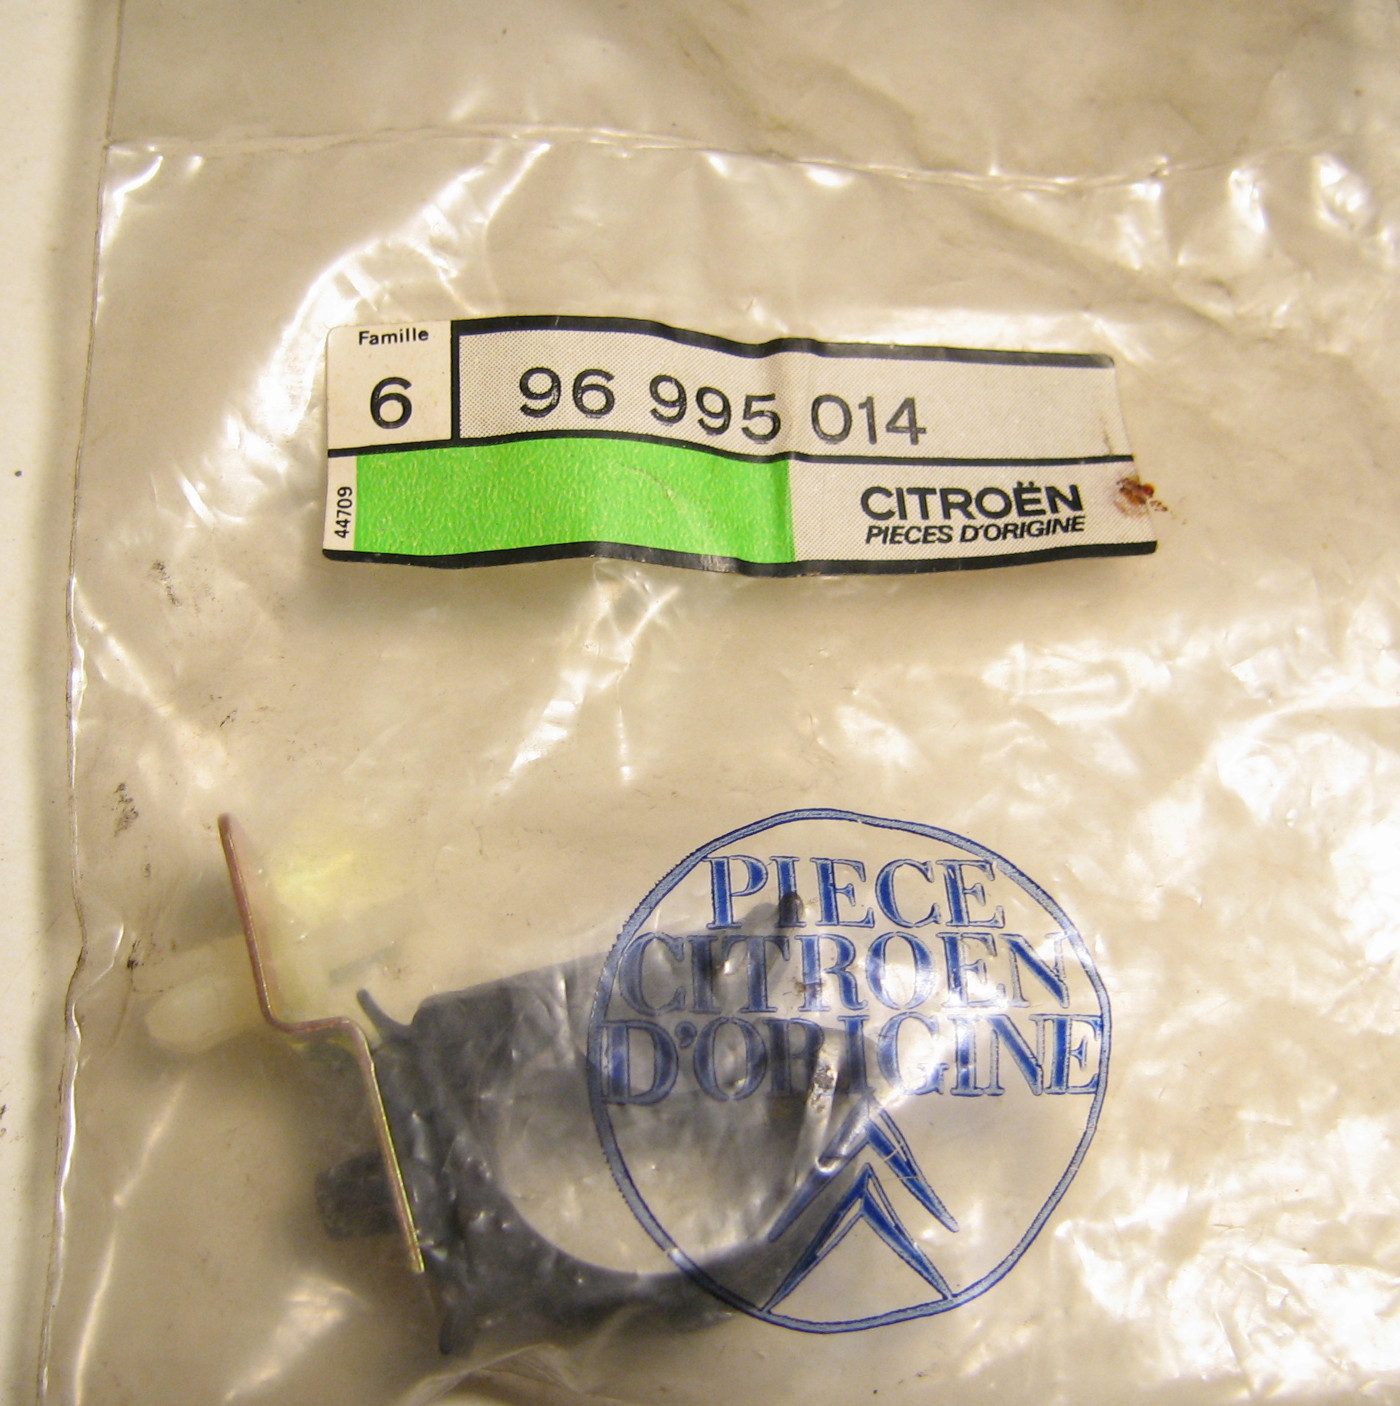 Famille
6
96 995 014
44709
CITROËN
PIECES D'ORIGINE
PIECE
CITROEN
D'ORIGINE